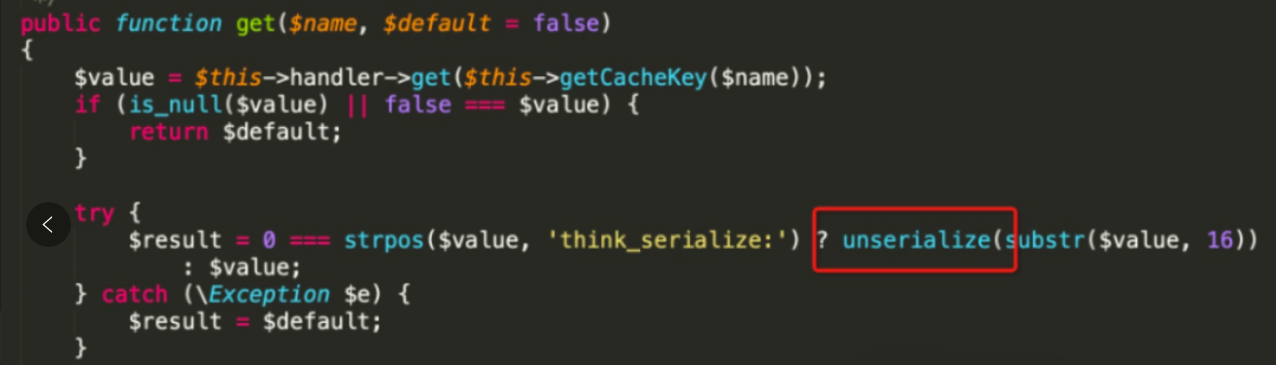 */
public function get($name, $default = false)
{
    $value = $this->handler->get($this->getCacheKey($name));
    if (is_null($value) || false === $value) {
        return $default;
    }
    try {
        $result = 0 === strpos($value, 'think_serialize:') ? unserialize(substr($value, 16))
            : $value;
    } catch (\Exception $e) {
        $result = $default;
    }